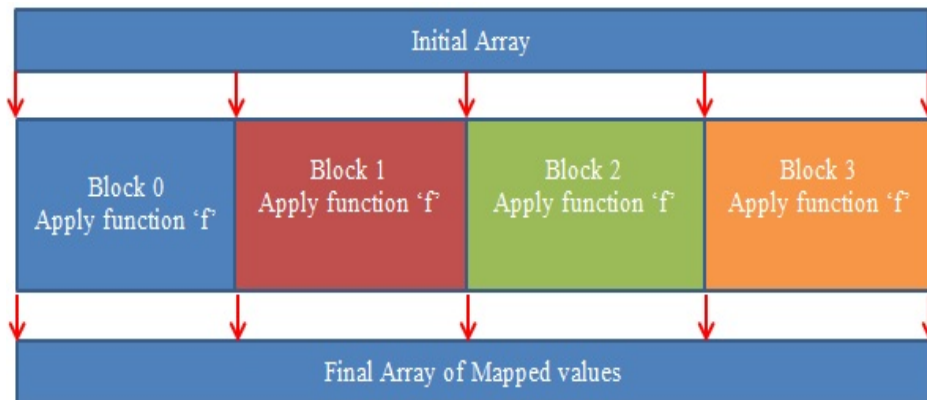 Initial Array
Block 0
Apply function ‘f’
Block 1
Apply function ‘f’
Block 2
Apply function ‘f’
Block 3
Apply function ‘f’
Final Array of Mapped values